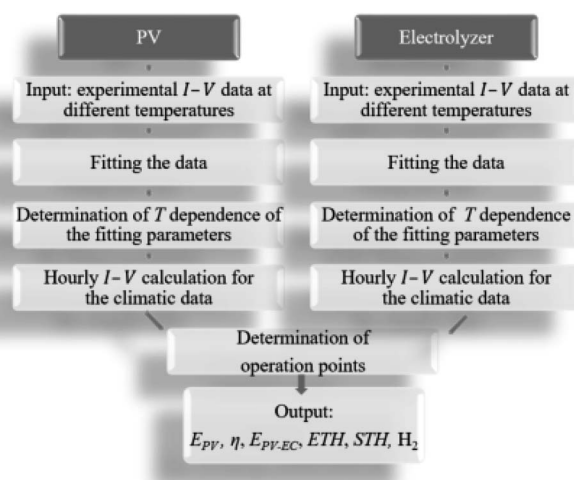 PV
Input: experimental I–V data at
different temperatures
Fitting the data
Determination of T dependence of
the fitting parameters
Hourly I–V calculation for
the climatic data
Electrolyzer
Input: experimental I–V data at
different temperatures
Fitting the data
Determination of T dependence
of the fitting parameters
Hourly I–V calculation for
the climatic data
Determination of
operation points
Output:
E_PV, η, E_PV-EC, ETH, STH, H₂